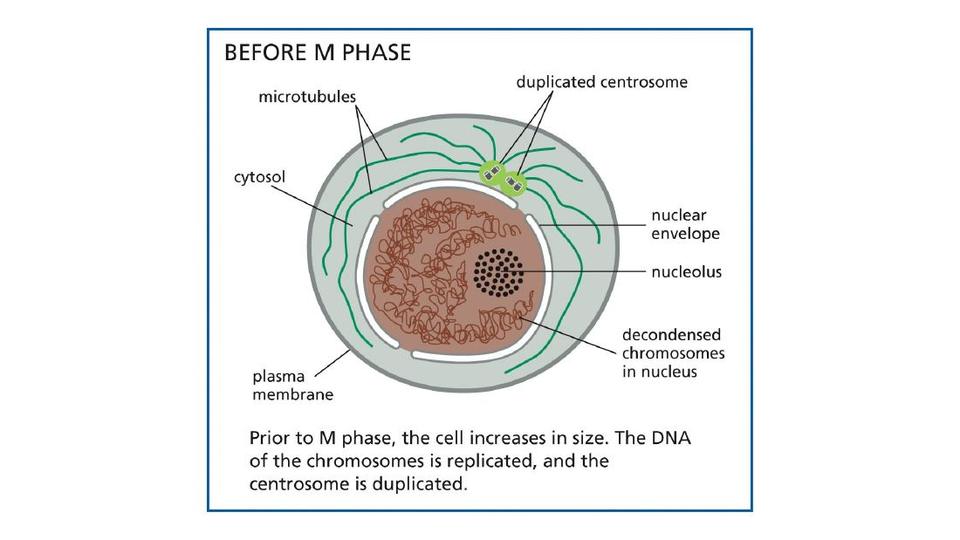 BEFORE M PHASE
duplicated centrosome
microtubules
cytosol
nuclear
envelope
nucleolus
decondensed
chromosomes
in nucleus
plasma
membrane
Prior to M phase, the cell increases in size. The DNA
of the chromosomes is replicated, and the
centrosome is duplicated.